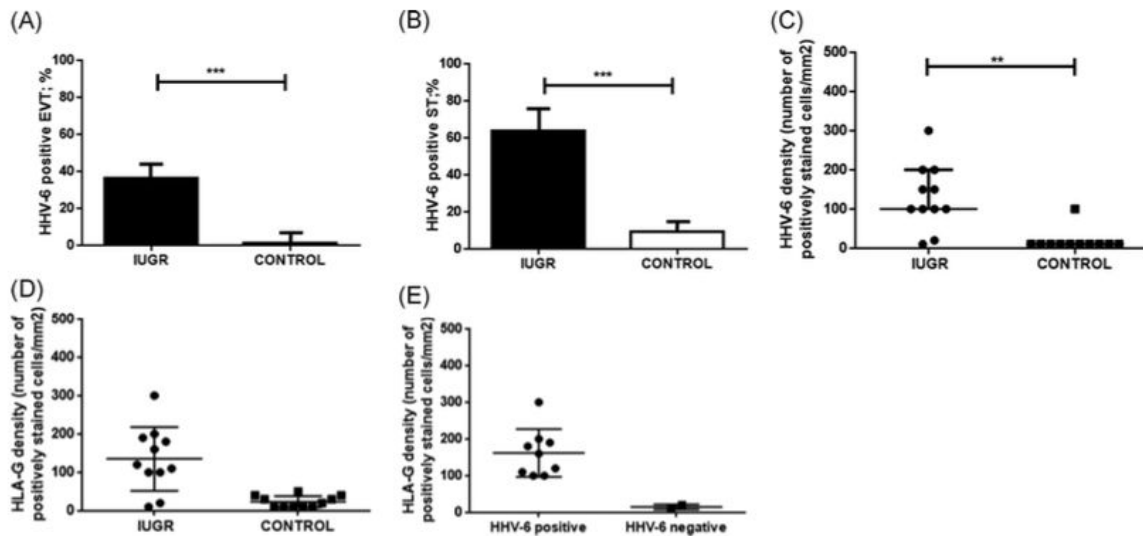 (A)
HHV-6 positive EVT; %
100
80
60
40
20
0
***
IUGR
CONTROL
(B)
HHV-6 positive ST;%
100
80
60
40
20
0
***
IUGR
CONTROL
(C)
HHV-6 density (number of
positively stained cells/mm2)
500
400
300
200
100
0
**
IUGR
CONTROL
(D)
HLA-G density (number of
positively stained cells/mm2)
500
400
300
200
100
0
IUGR
CONTROL
(E)
HLA-G density (number of
positively stained cells/mm2)
500
400
300
200
100
0
HHV-6 positive
HHV-6 negative